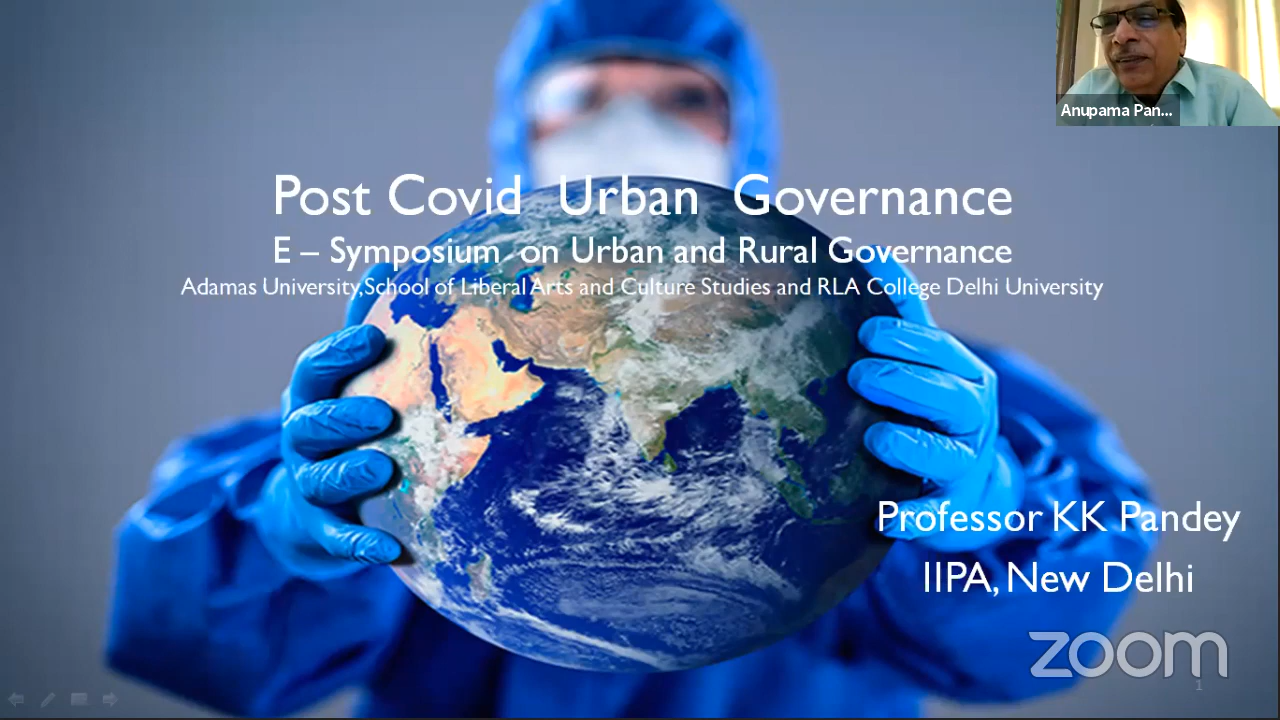 Anupama Pan...
Post Covid Urban Governance
E – Symposium on Urban and Rural Governance
Adamas University,School of Liberal Arts and Culture Studies and RLA College Delhi University
Professor KK Pandey
IIPA, New Delhi
zoom
1